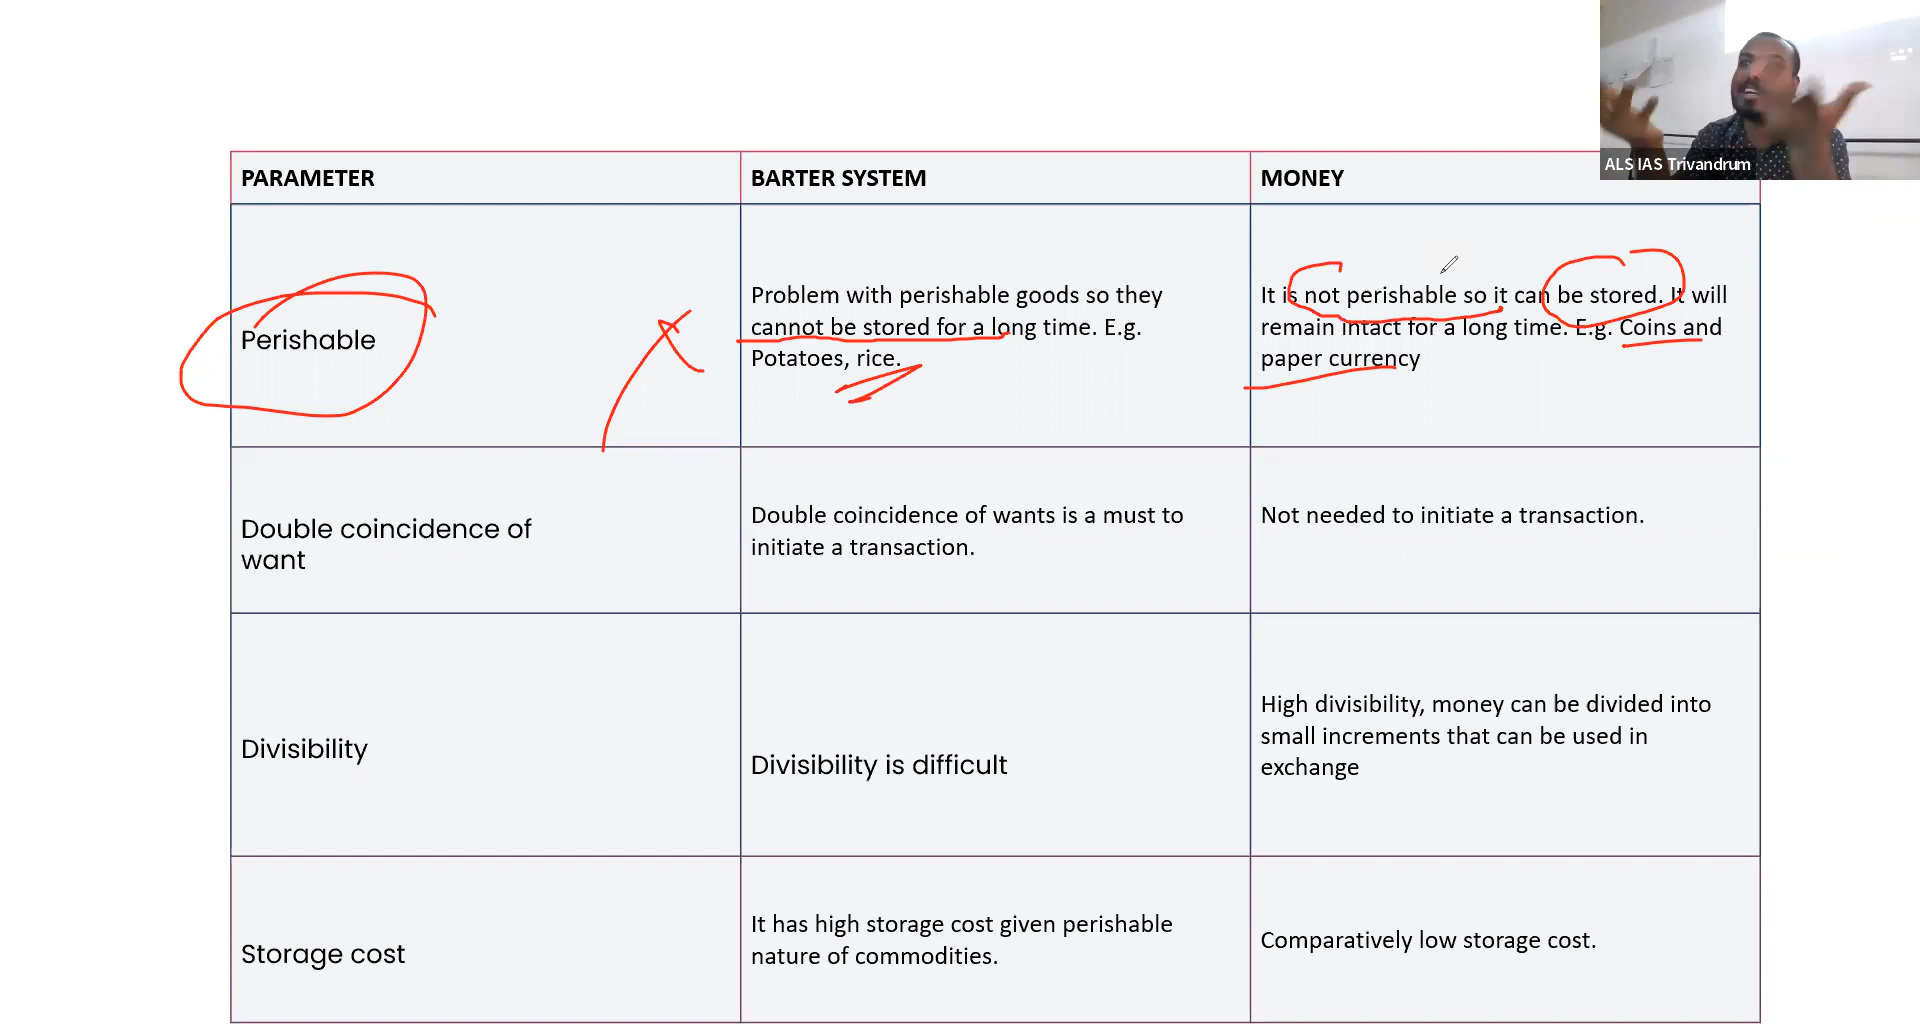 ALS IAS Trivandrum
PARAMETER
BARTER SYSTEM
MONEY
Perishable
Problem with perishable goods so they
cannot be stored for a long time. E.g.
Potatoes, rice.
It is not perishable so it can be stored. It will
remain intact for a long time. E.g. Coins and
paper currency
Double coincidence of
want
Double coincidence of wants is a must to
initiate a transaction.
Not needed to initiate a transaction.
Divisibility
Divisibility is difficult
High divisibility, money can be divided into
small increments that can be used in
exchange
Storage cost
It has high storage cost given perishable
nature of commodities.
Comparatively low storage cost.